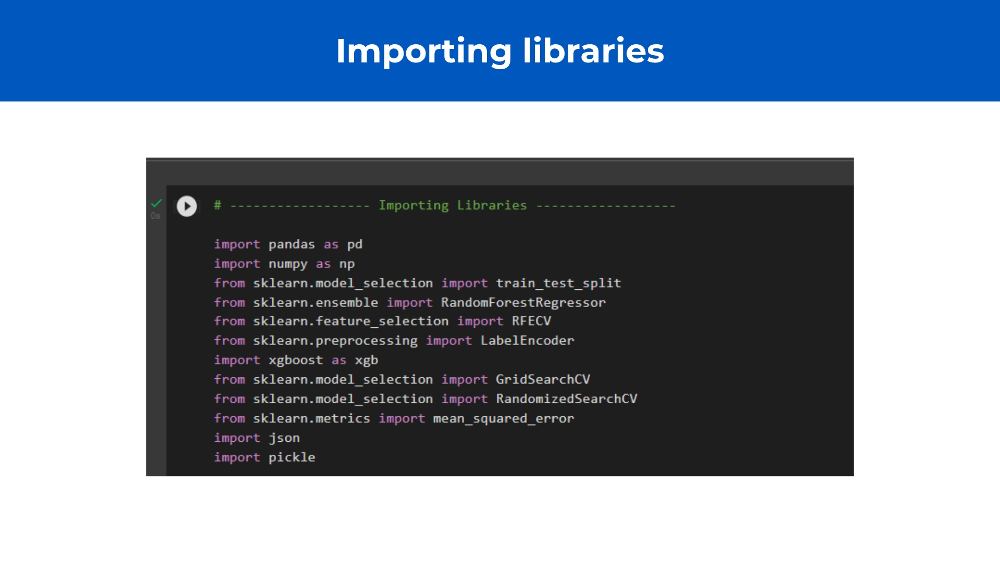 Importing libraries
# ------------------ Importing Libraries ------------------
0s
import pandas as pd
import numpy as np
from sklearn.model_selection import train_test_split
from sklearn.ensemble import RandomForestRegressor
from sklearn.feature_selection import RFECV
from sklearn.preprocessing import LabelEncoder
import xgboost as xgb
from sklearn.model_selection import GridSearchCV
from sklearn.model_selection import RandomizedSearchCV
from sklearn.metrics import mean_squared_error
import json
import pickle